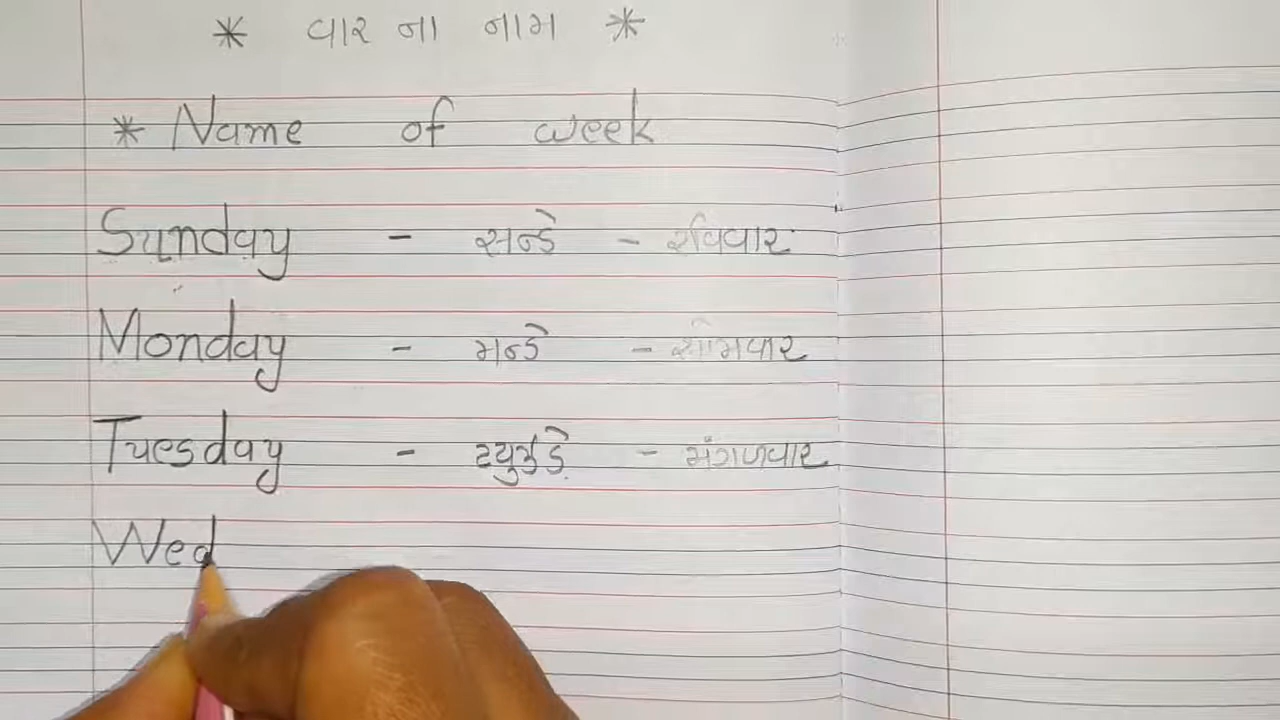 * વાર ના નામ *
* Name of week
Sunday - સન્ડે - રવિવાર
Monday - મન્ડે - સોમવાર
Tuesday - ટ્યુઝડે - મંગળવાર
Wed